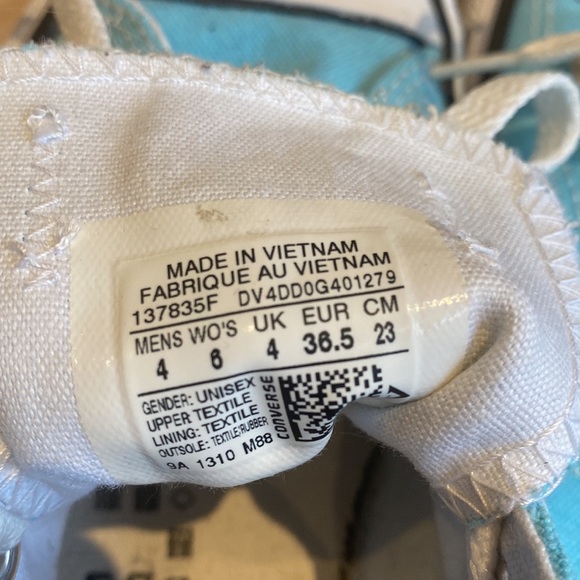 MADE IN VIETNAM
FABRIQUE AU VIETNAM
137835F DV4DD0G401279
MENS WO'S UK EUR CM
4 6 4 36.5 23
GENDER: UNISEX
UPPER TEXTILE
LINING: TEXTILE
OUTSOLE: TEXTILE/RUBBER
9A 1310 M88
CONVERSE